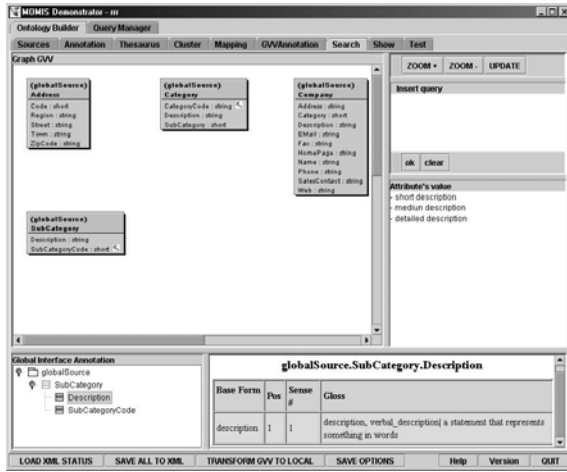 MOMIS Demonstrator - rrr
Ontology Builder Query Manager
Sources Annotation Thesaurus Cluster Mapping GVVAnnotation Search Show Test
Graph GVV
(globalSource)
Address
Code : short
Region : string
Street : string
Town : string
ZipCode : string
(globalSource)
Category
CategoryCode : string
Description : string
SubCategory : short
(globalSource)
Company
Address : string
Category : short
Description : string
EMail : string
Fax : string
HomePage : string
Name : string
Phone : string
SalesContact : string
Web : string
(globalSource)
SubCategory
Description : string
SubCategoryCode : short
ZOOM + ZOOM - UPDATE
Insert query
ok clear
Attribute's value
- short description
- mediun description
- detailed description
Global Interface Annotation
globalSource
SubCategory
Description
SubCategoryCode
globalSource.SubCategory.Description
Base Form Pos Sense # Gloss
description 1 1 description, verbal_description| a statement that represents
something in words
LOAD XML STATUS SAVE ALL TO XML TRANSFORM GVV TO LOCAL SAVE OPTIONS Help Version QUIT